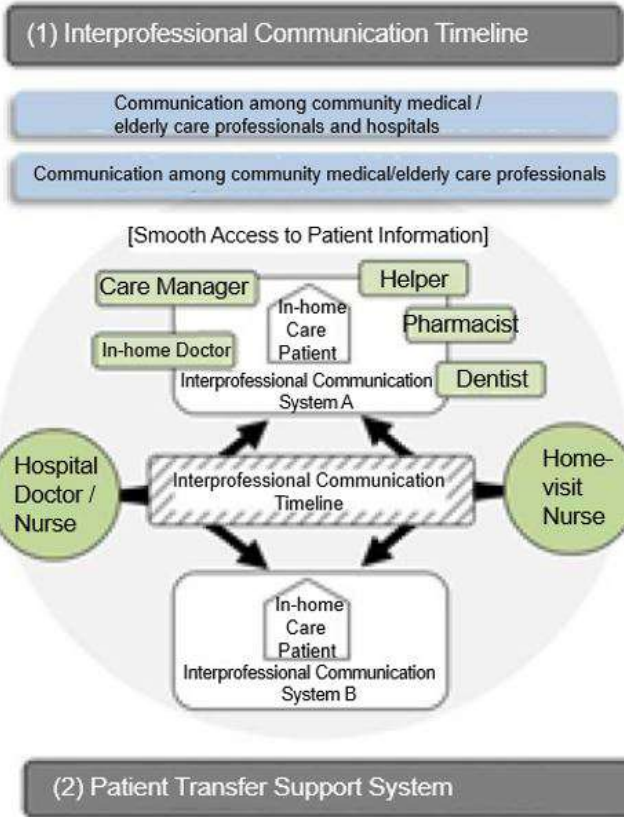 (1) Interprofessional Communication Timeline
Communication among community medical /
elderly care professionals and hospitals
Communication among community medical/elderly care professionals
[Smooth Access to Patient Information]
Care Manager
Helper
In-home
Care
Patient
Pharmacist
In-home Doctor
Interprofessional Communication
System A
Dentist
Hospital
Doctor /
Nurse
Interprofessional Communication
Timeline
Home-
visit
Nurse
In-home
Care
Patient
Interprofessional Communication
System B
(2) Patient Transfer Support System